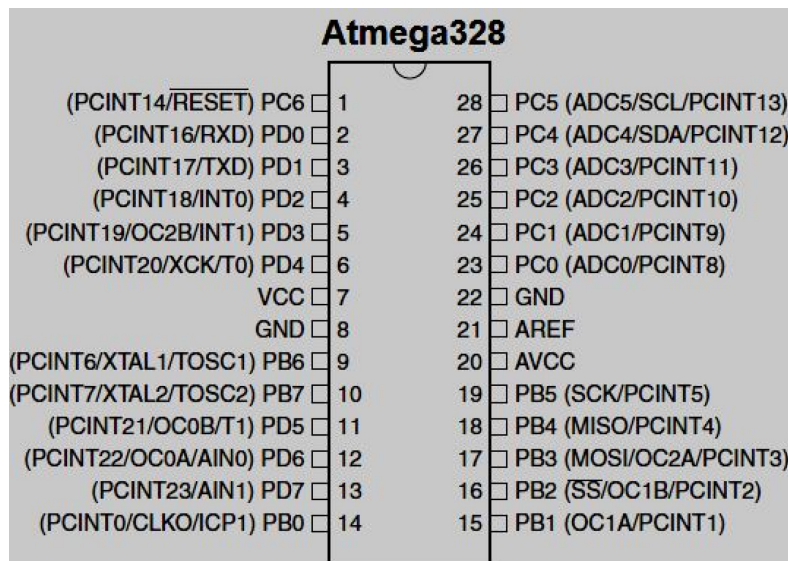 Atmega328
(PCINT14/RESET) PC6 1 28 PC5 (ADC5/SCL/PCINT13)
(PCINT16/RXD) PD0 2 27 PC4 (ADC4/SDA/PCINT12)
(PCINT17/TXD) PD1 3 26 PC3 (ADC3/PCINT11)
(PCINT18/INT0) PD2 4 25 PC2 (ADC2/PCINT10)
(PCINT19/OC2B/INT1) PD3 5 24 PC1 (ADC1/PCINT9)
(PCINT20/XCK/T0) PD4 6 23 PC0 (ADC0/PCINT8)
VCC 7 22 GND
GND 8 21 AREF
(PCINT6/XTAL1/TOSC1) PB6 9 20 AVCC
(PCINT7/XTAL2/TOSC2) PB7 10 19 PB5 (SCK/PCINT5)
(PCINT21/OC0B/T1) PD5 11 18 PB4 (MISO/PCINT4)
(PCINT22/OC0A/AIN0) PD6 12 17 PB3 (MOSI/OC2A/PCINT3)
(PCINT23/AIN1) PD7 13 16 PB2 (SS/OC1B/PCINT2)
(PCINT0/CLKO/ICP1) PB0 14 15 PB1 (OC1A/PCINT1)